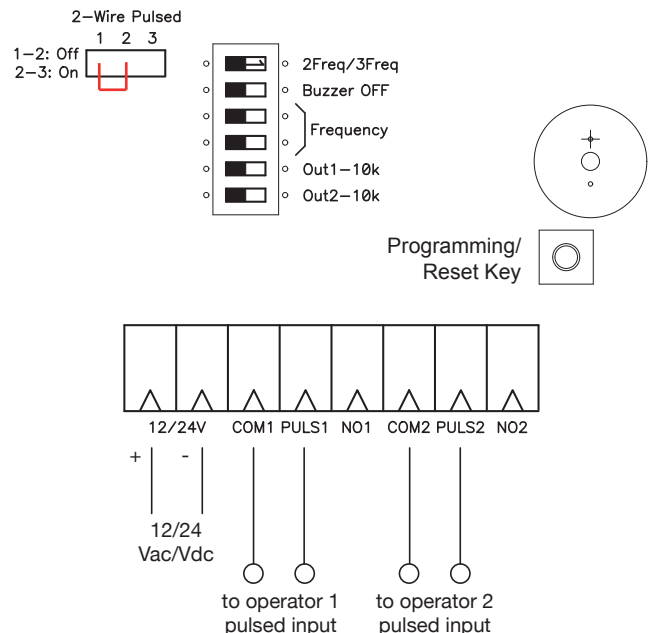 2-Wire Pulsed
1 2 3
1-2: Off
2-3: On
2Freq/3Freq
Buzzer OFF
Frequency
Out1-10k
Out2-10k
Programming/
Reset Key
12/24V COM1 PULS1 NO1 COM2 PULS2 NO2
+ -
12/24
Vac/Vdc
to operator 1
pulsed input
to operator 2
pulsed input